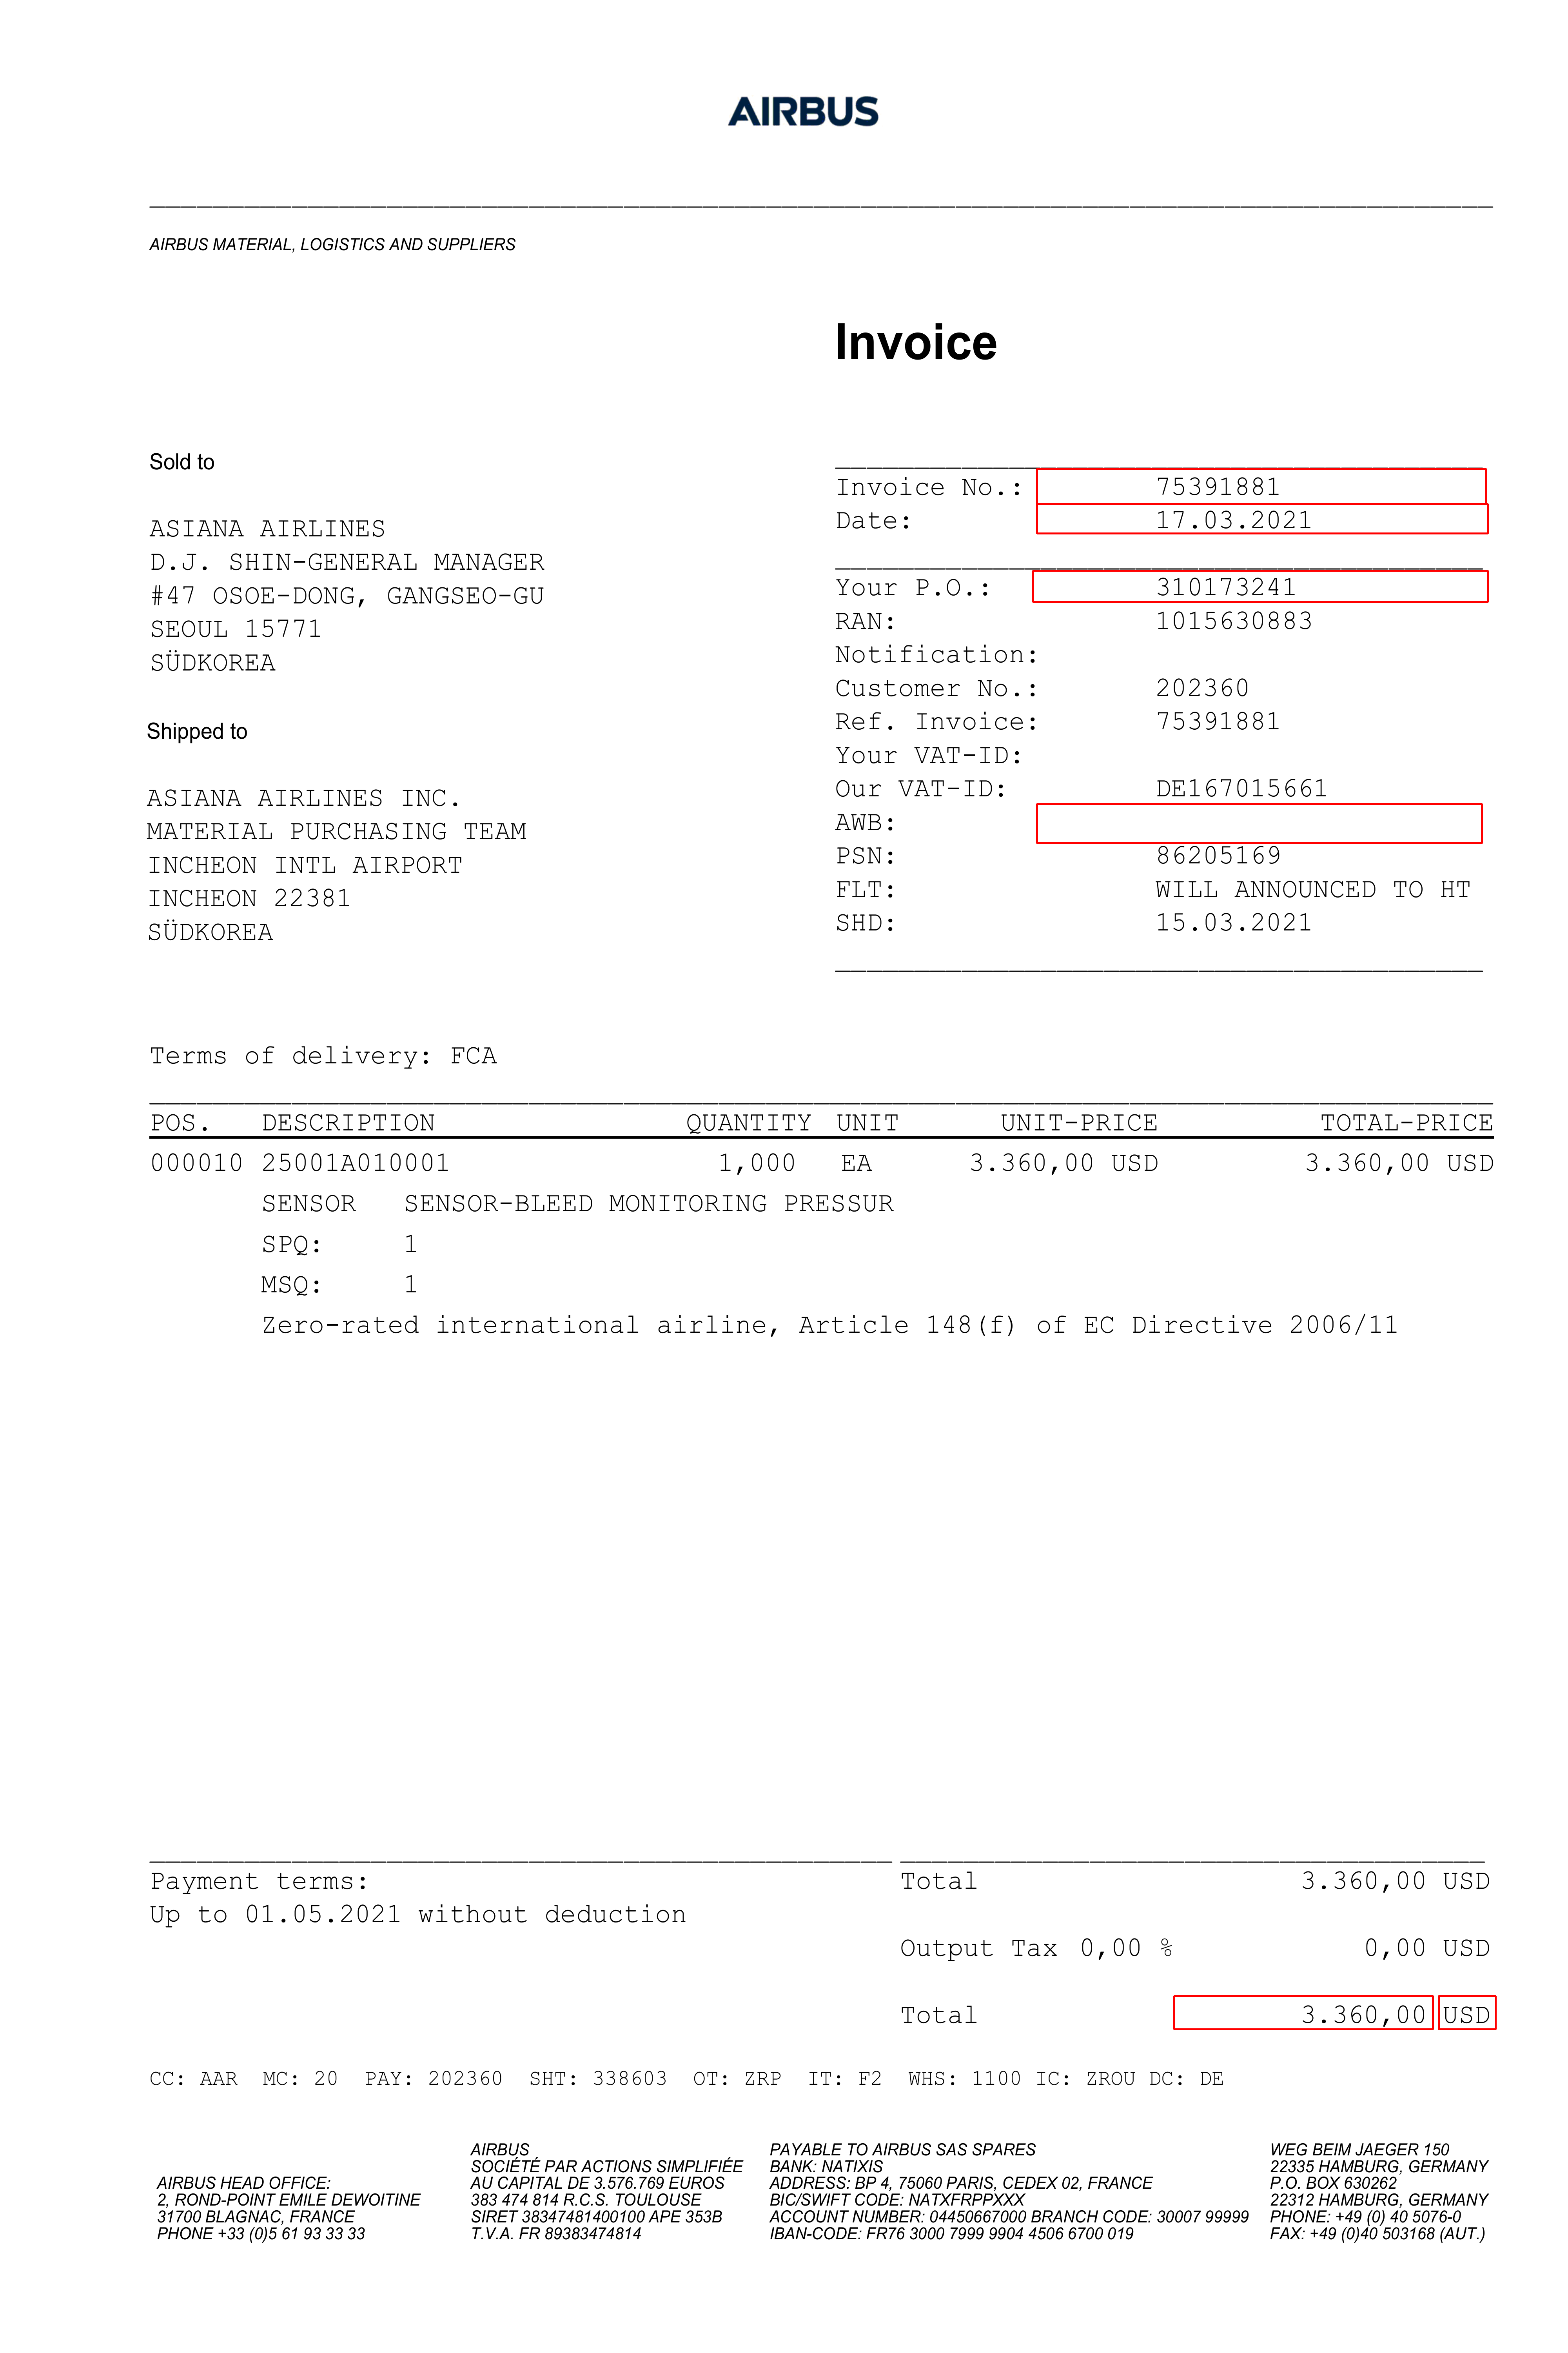 AIRBUS
AIRBUS MATERIAL, LOGISTICS AND SUPPLIERS
Invoice
Sold to
ASIANA AIRLINES
D.J. SHIN-GENERAL MANAGER
#47 OSOE-DONG, GANGSEO-GU
SEOUL 15771
SÜDKOREA
Shipped to
ASIANA AIRLINES INC.
MATERIAL PURCHASING TEAM
INCHEON INTL AIRPORT
INCHEON 22381
SÜDKOREA
Invoice No.: 75391881
Date: 17.03.2021
Your P.O.: 310173241
RAN: 1015630883
Notification:
Customer No.: 202360
Ref. Invoice: 75391881
Your VAT-ID:
Our VAT-ID: DE167015661
AWB:
PSN: 86205169
FLT: WILL ANNOUNCED TO HT
SHD: 15.03.2021
Terms of delivery: FCA
POS. DESCRIPTION QUANTITY UNIT UNIT-PRICE TOTAL-PRICE
000010 25001A010001 1,000 EA 3.360,00 USD 3.360,00 USD
SENSOR SENSOR-BLEED MONITORING PRESSUR
SPQ: 1
MSQ: 1
Zero-rated international airline, Article 148(f) of EC Directive 2006/11
Payment terms:
Up to 01.05.2021 without deduction
Total 3.360,00 USD
Output Tax 0,00 % 0,00 USD
Total 3.360,00 USD
CC: AAR MC: 20 PAY: 202360 SHT: 338603 OT: ZRP IT: F2 WHS: 1100 IC: ZROU DC: DE
AIRBUS HEAD OFFICE:
2, ROND-POINT EMILE DEWOITINE
31700 BLAGNAC, FRANCE
PHONE +33 (0)5 61 93 33 33
AIRBUS
SOCIÉTÉ PAR ACTIONS SIMPLIFIÉE
AU CAPITAL DE 3.576.769 EUROS
383 474 814 R.C.S. TOULOUSE
SIRET 38347481400100 APE 353B
T.V.A. FR 89383474814
PAYABLE TO AIRBUS SAS SPARES
BANK: NATIXIS
ADDRESS: BP 4, 75060 PARIS, CEDEX 02, FRANCE
BIC/SWIFT CODE: NATXFRPPXXX
ACCOUNT NUMBER: 04450667000 BRANCH CODE: 30007 99999
IBAN-CODE: FR76 3000 7999 9904 4506 6700 019
WEG BEIM JAEGER 150
22335 HAMBURG, GERMANY
P.O. BOX 630262
22312 HAMBURG, GERMANY
PHONE: +49 (0) 40 5076-0
FAX: +49 (0)40 503168 (AUT.)